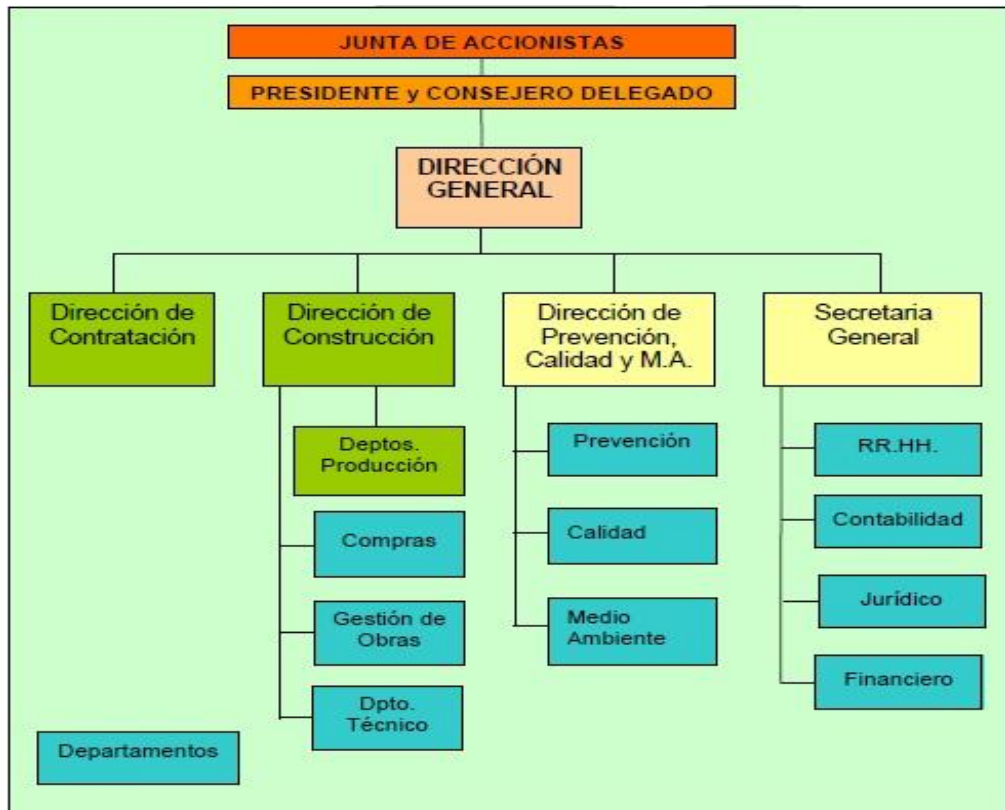 JUNTA DE ACCIONISTAS
PRESIDENTE y CONSEJERO DELEGADO
DIRECCIÓN
GENERAL
Dirección de
Contratación
Dirección de
Construcción
Dirección de
Prevención,
Calidad y M.A.
Secretaria
General
Deptos.
Producción
Compras
Gestión de
Obras
Dpto.
Técnico
Prevención
Calidad
Medio
Ambiente
RR.HH.
Contabilidad
Jurídico
Financiero
Departamentos